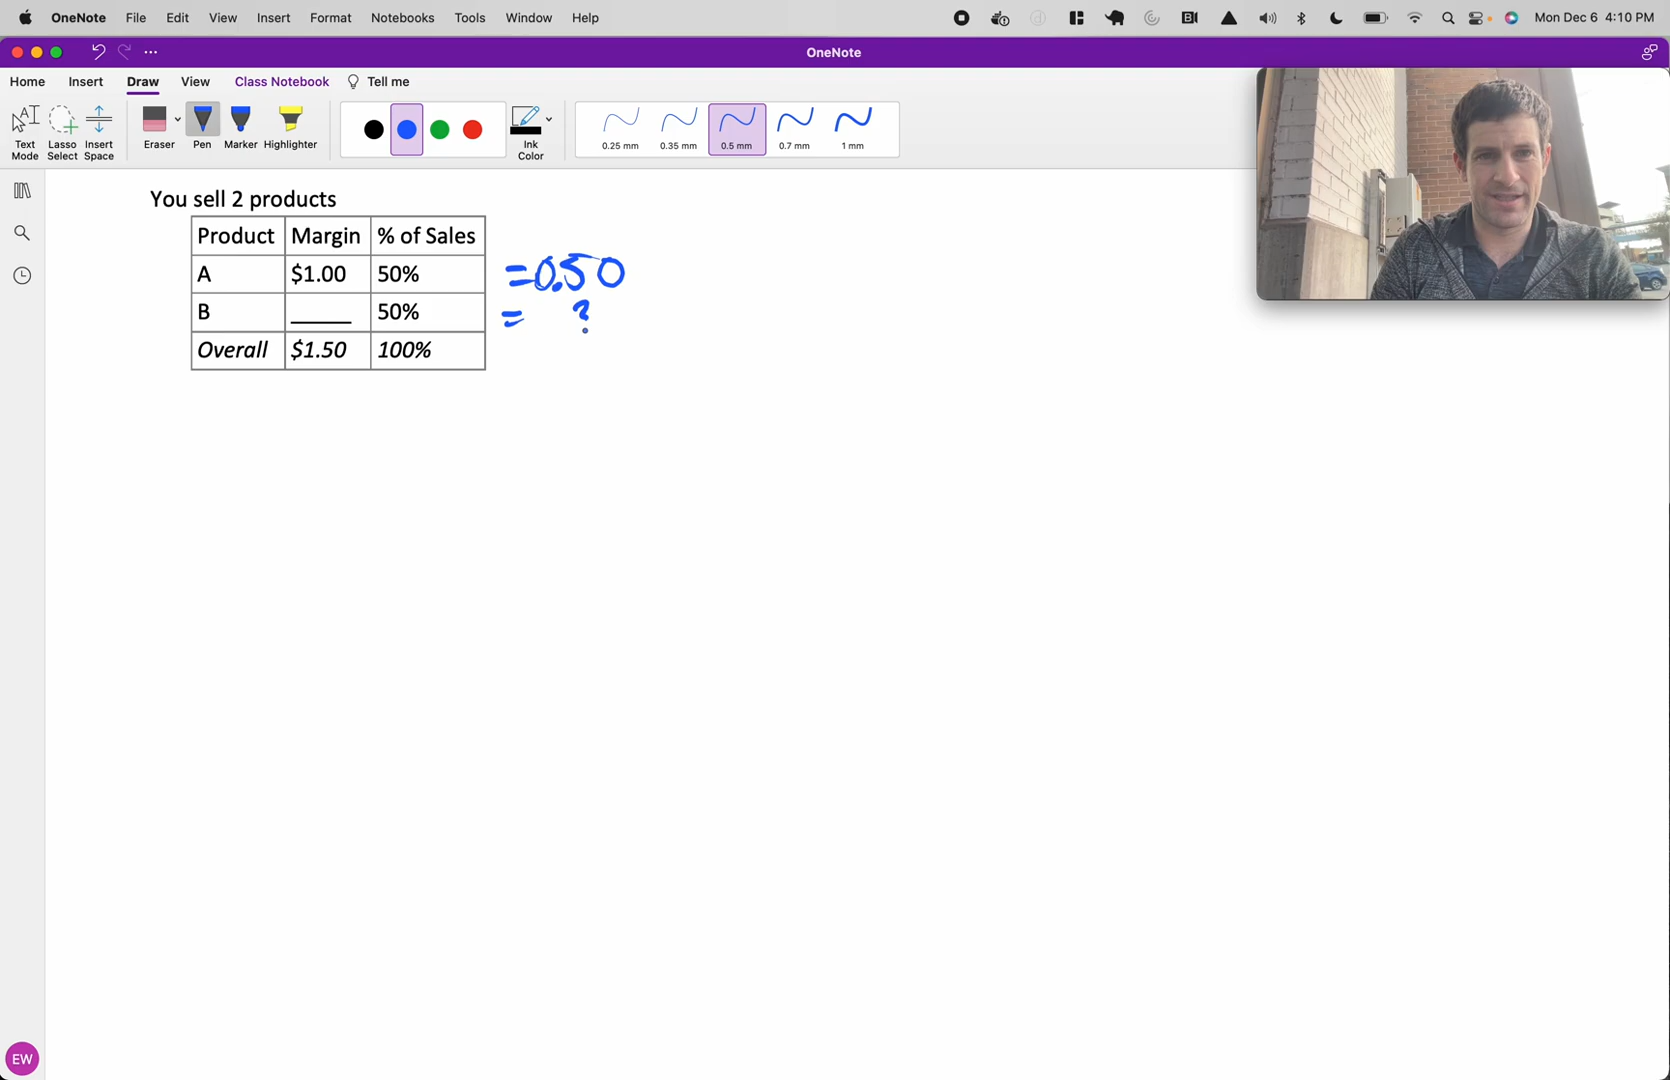 OneNote File Edit View Insert Format Notebooks Tools Window Help Mon Dec 6 4:10 PM
OneNote
Home Insert Draw View Class Notebook Tell me
Text Mode Lasso Select Insert Space Eraser Pen Marker Highlighter Ink Color 0.25 mm 0.35 mm 0.5 mm 0.7 mm 1 mm
You sell 2 products
Product Margin % of Sales
A $1.00 50% =0.50
B ______ 50% = ?
Overall $1.50 100%
EW